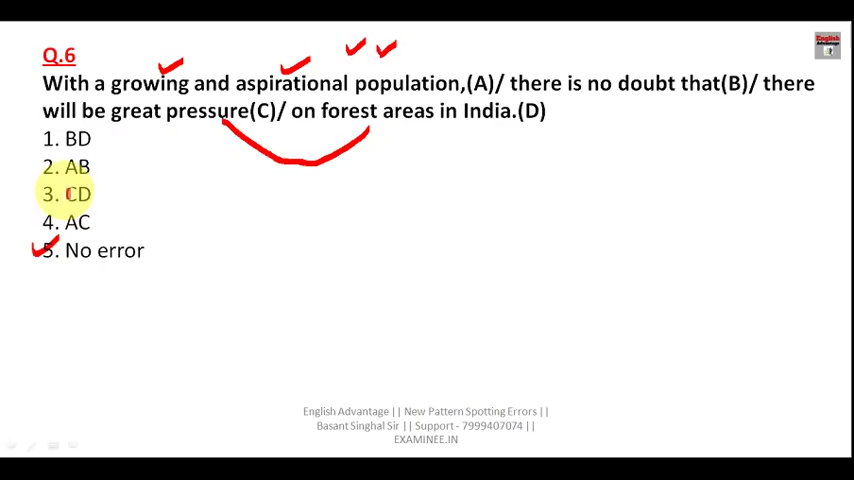 English
Advantage
Q.6
With a growing and aspirational population,(A)/ there is no doubt that(B)/ there
will be great pressure(C)/ on forest areas in India.(D)
1. BD
2. AB
3. CD
4. AC
5. No error
English Advantage || New Pattern Spotting Errors ||
Basant Singhal Sir || Support - 7999407074 ||
EXAMINEE.IN